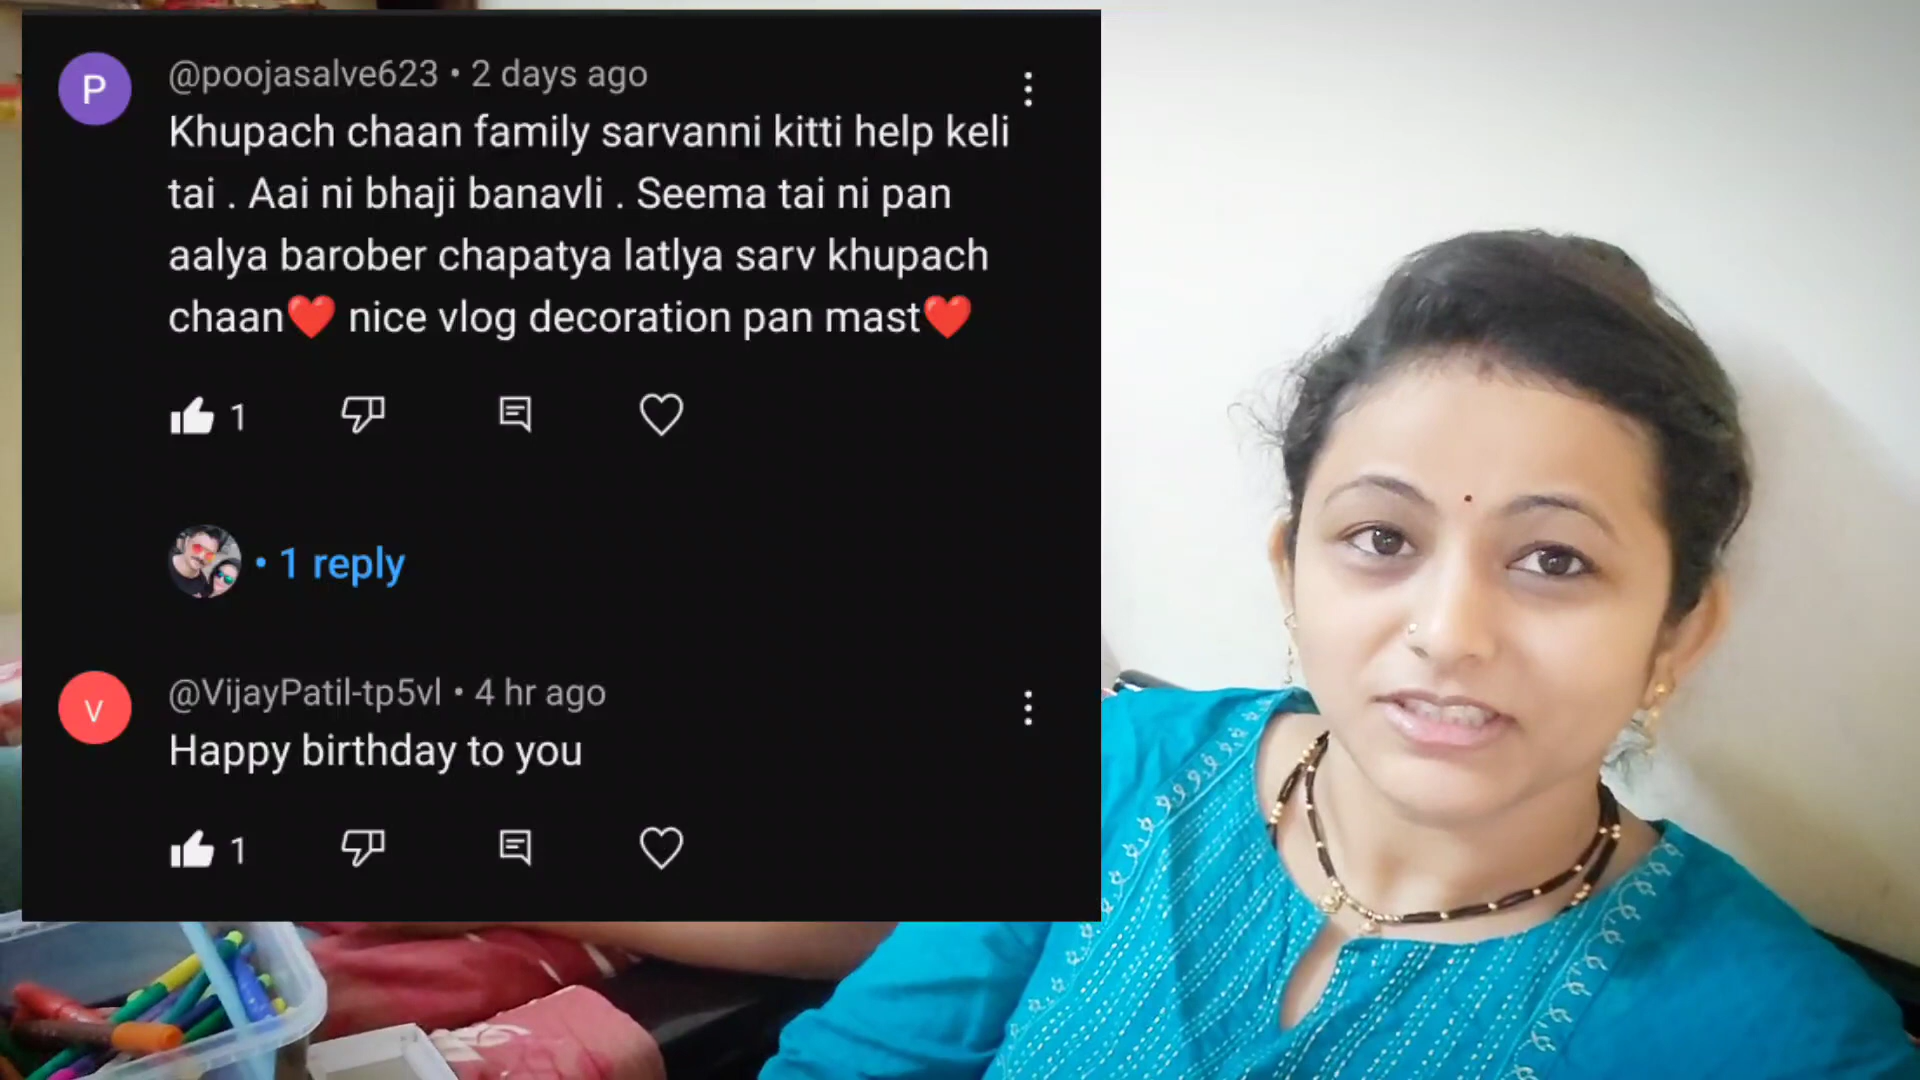 P
@poojasalve623 • 2 days ago
Khupach chaan family sarvanni kitti help keli
tai . Aai ni bhaji banavli . Seema tai ni pan
aalya barober chapatya latlya sarv khupach
chaan❤️ nice vlog decoration pan mast❤️
1
• 1 reply
V
@VijayPatil-tp5vl • 4 hr ago
Happy birthday to you
1